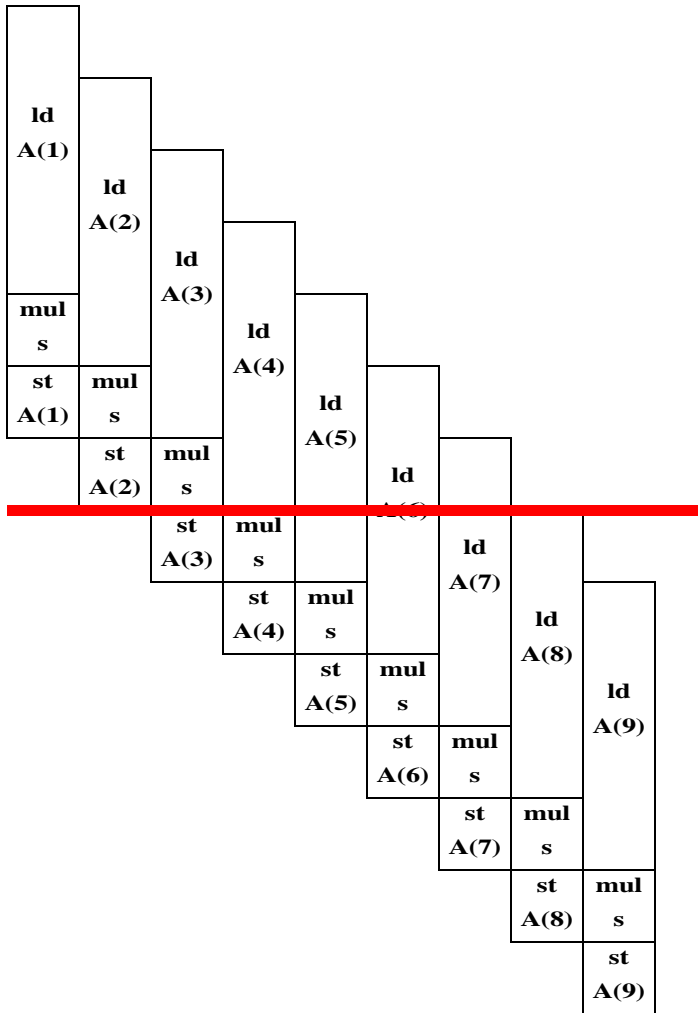 ld
A(1)
mul
s
st
A(1)
ld
A(2)
mul
s
st
A(2)
ld
A(3)
mul
s
st
A(3)
ld
A(4)
mul
s
st
A(4)
ld
A(5)
mul
s
st
A(5)
ld
A(6)
mul
s
st
A(6)
ld
A(7)
mul
s
st
A(7)
ld
A(8)
mul
s
st
A(8)
ld
A(9)
mul
s
st
A(9)